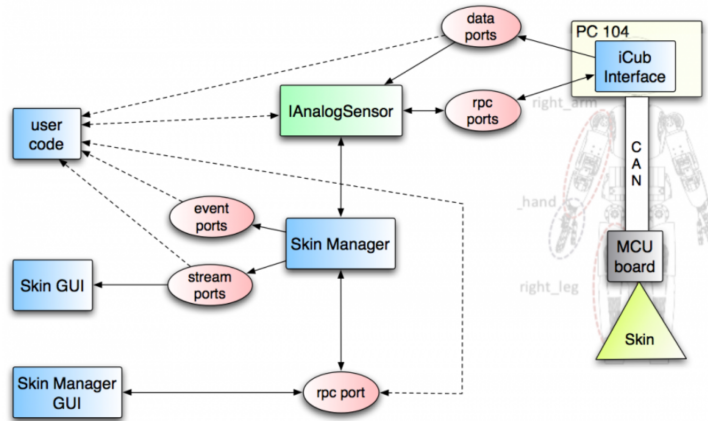 data
ports
PC 104
iCub
Interface
IAnalogSensor
rpc
ports
right_arm
user
code
C
A
N
event
ports
_hand
Skin Manager
MCU
board
Skin GUI
stream
ports
right_leg
Skin
Skin Manager
GUI
rpc port